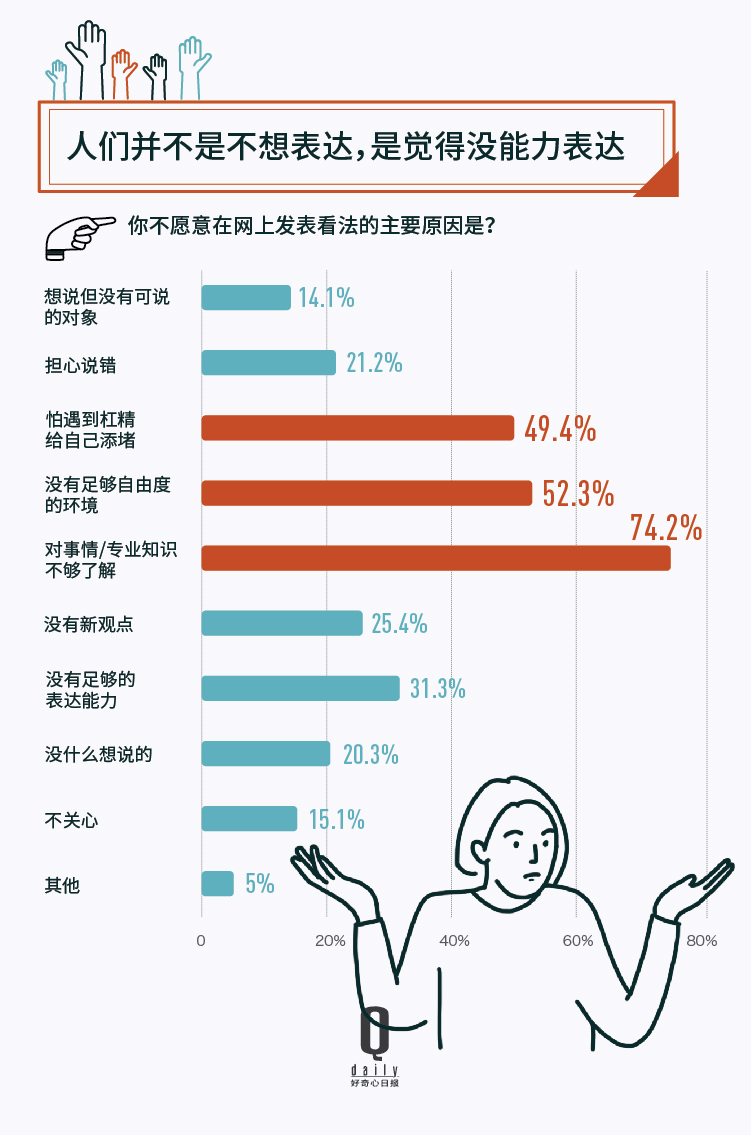 人们并不是不想表达，是觉得没能力表达
你不愿意在网上发表看法的主要原因是？
想说但没有可说
的对象
14.1%
担心说错
21.2%
怕遇到杠精
给自己添堵
49.4%
没有足够自由度
的环境
52.3%
对事情/专业知识
不够了解
74.2%
没有新观点
25.4%
没有足够的
表达能力
31.3%
没什么想说的
20.3%
不关心
15.1%
其他
5%
0
20%
40%
60%
80%
Q
daily
好奇心日报